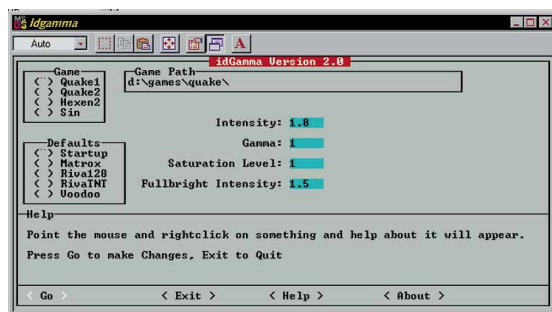 Idgamma
Auto
A
idGamma Version 2.0
Game
(¨) Quake1
( ) Quake2
( ) Hexen2
( ) Sin
Game Path
d:\games\quake\
Intensity: 1.8
Gamma: 1
Saturation Level: 1
Fullbright Intensity: 1.5
Defaults
(¨) Startup
( ) Matrox
( ) Riva128
( ) RivaTNT
( ) Voodoo
Help
Point the mouse and rightclick on something and help about it will appear.
Press Go to make Changes, Exit to Quit
< Go > < Exit > < Help > < About >